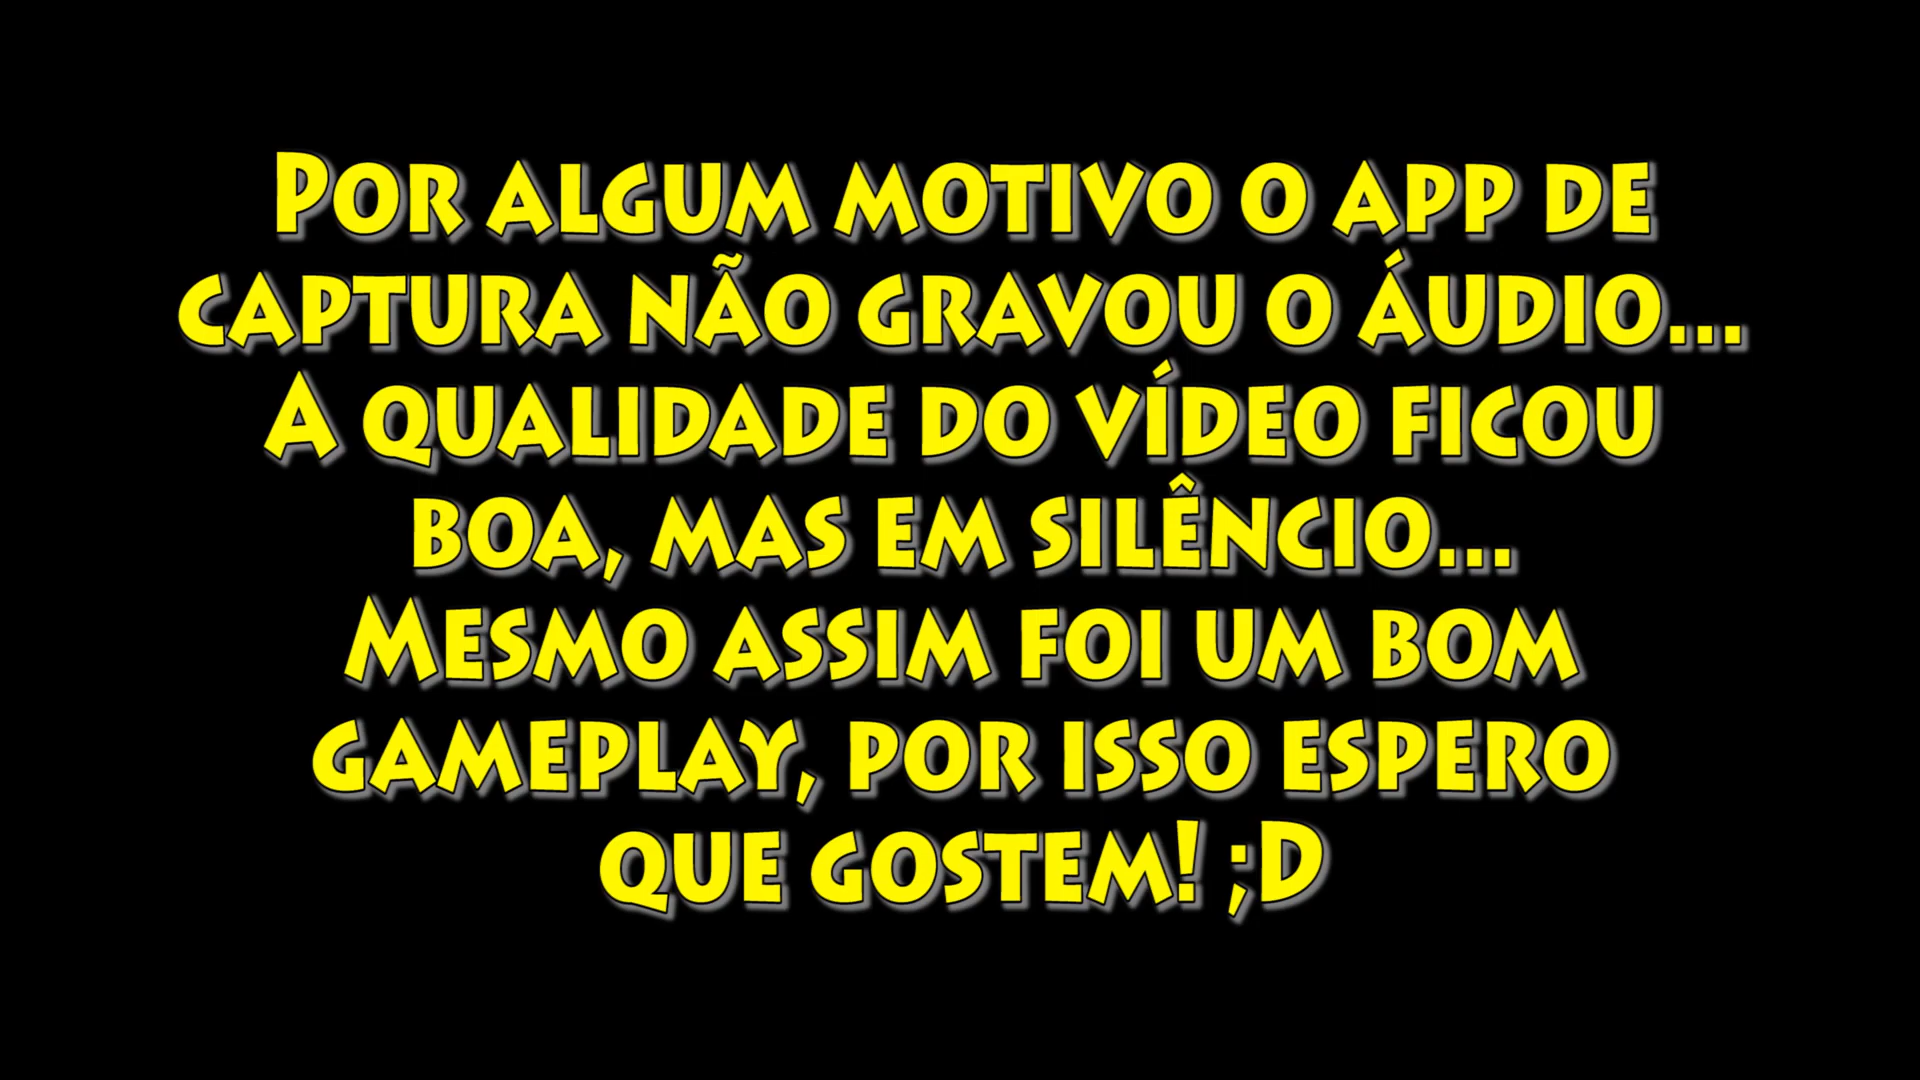 Por algum motivo o app de
captura não gravou o áudio...
A qualidade do vídeo ficou
boa, mas em silêncio...
Mesmo assim foi um bom
gameplay, por isso espero
que gostem! ;D